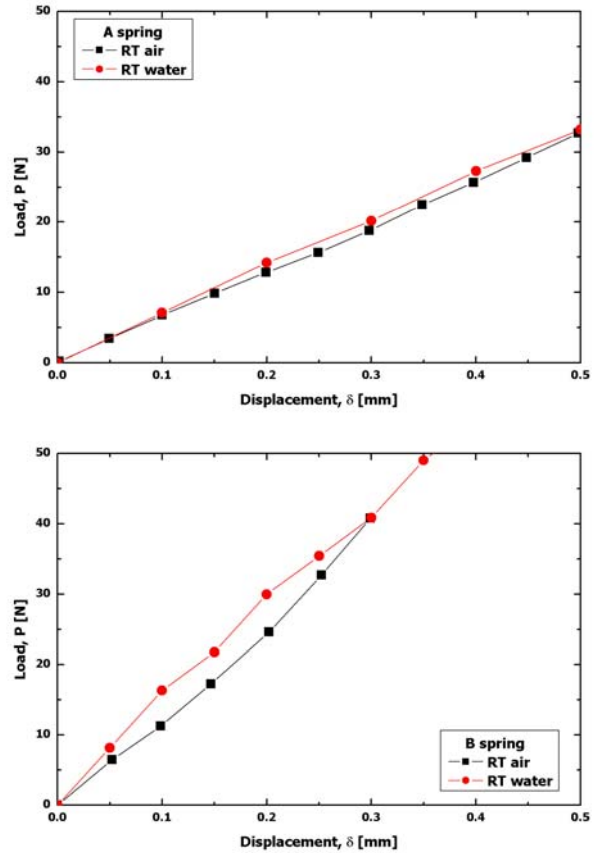 A spring
RT air
RT water
50
40
30
20
10
0
Load, P [N]
0.0 0.1 0.2 0.3 0.4 0.5
Displacement, δ [mm]
50
40
30
20
10
0
Load, P [N]
B spring
RT air
RT water
0.0 0.1 0.2 0.3 0.4 0.5
Displacement, δ [mm]